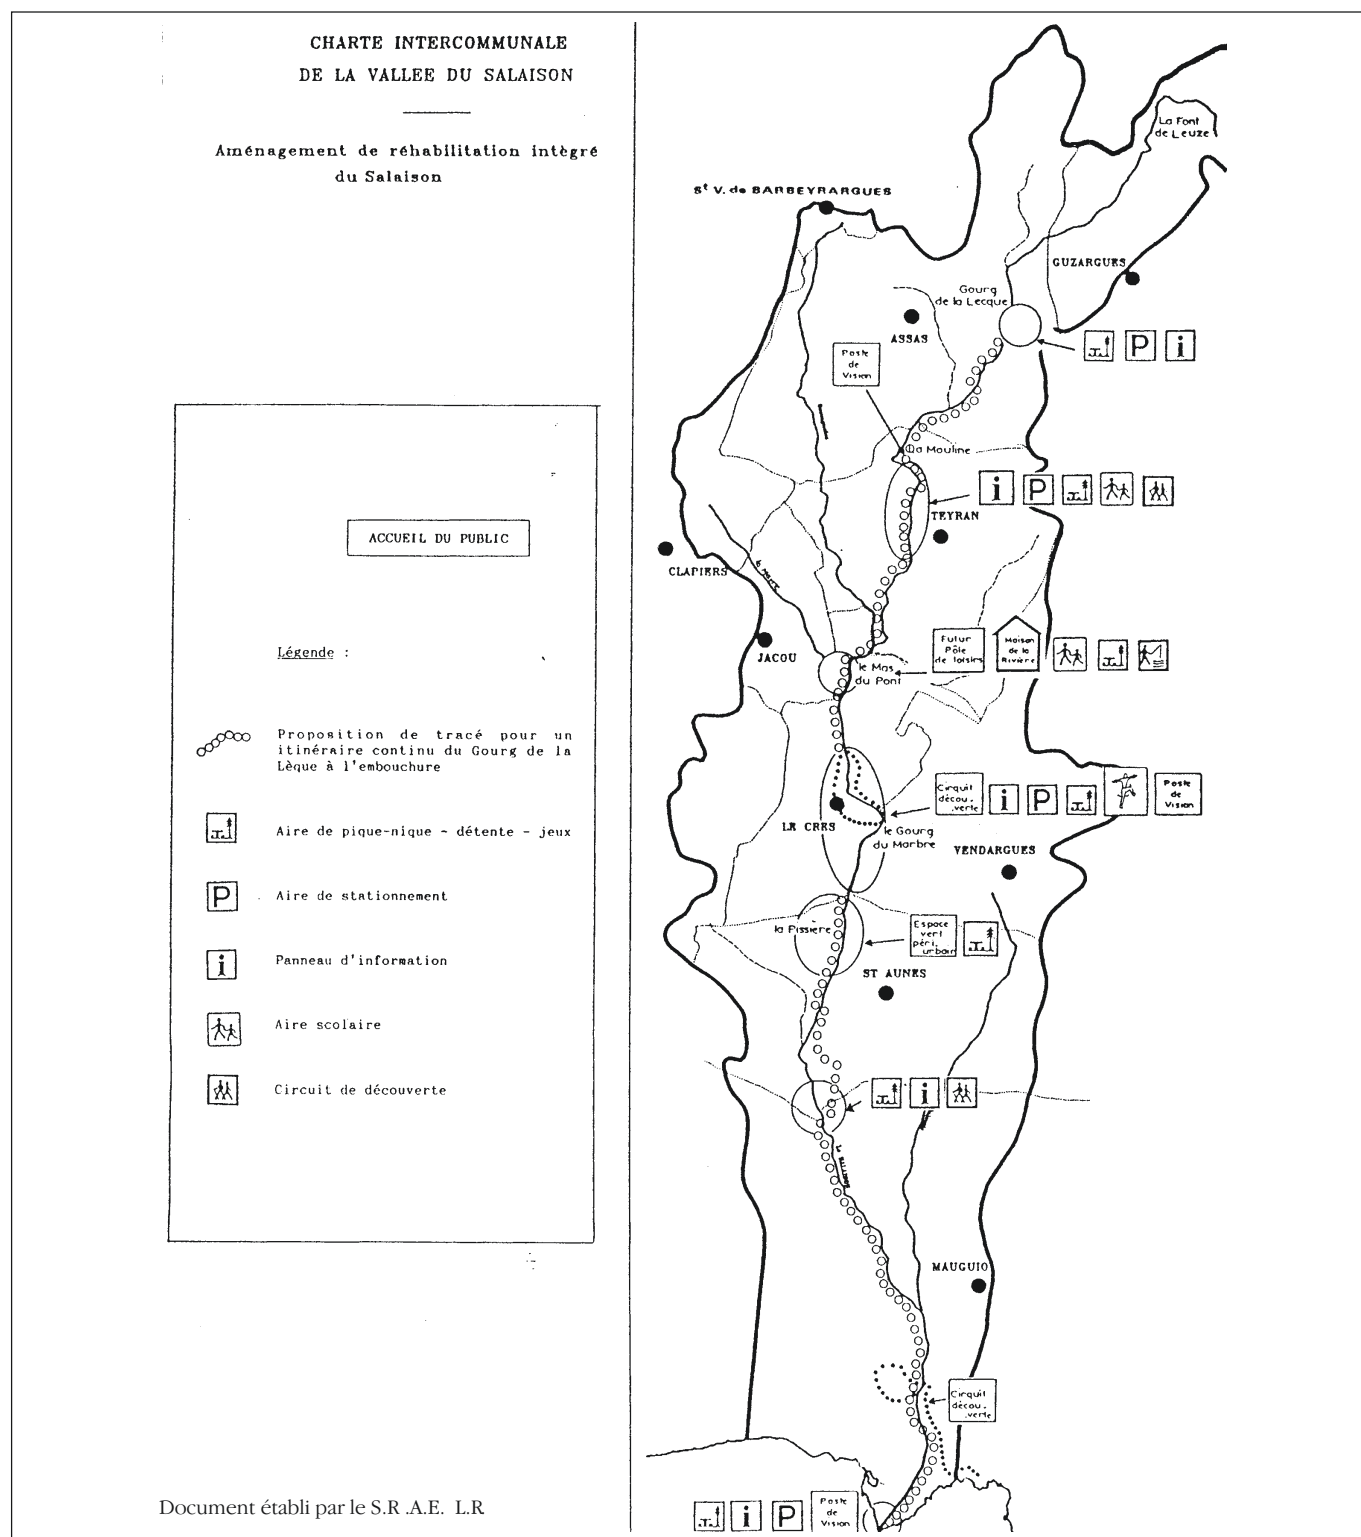 CHARTE INTERCOMMUNALE
DE LA VALLEE DU SALAISON
Aménagement de réhabilitation intègré
du Salaison
ACCUEIL DU PUBLIC
Légende :
Proposition de tracé pour un
itinéraire continu du Gourg de la
Lèque à l'embouchure
Aire de pique-nique - détente - jeux
P
Aire de stationnement
i
Panneau d'information
Aire scolaire
Circuit de découverte
Document établi par le S.R .A.E. L.R
La Font
de Leuze
St V. de BARBEYRARGUES
GUZARGUES
Gourg
de la Lecque
ASSAS
P i
Poste
de
Vision
la Mouline
i P
TEYRAN
CLAPIERS
JACOU
Futur
Pôle
de loisirs
Maison
de la
Rivière
le Mas
du Pont
Cirquit
décou.
.verte
i P
Poste
de
Vision
LE CRES
le Gourg
du Marbre
VENDARGUES
la Pissière
Espace
vert
péri.
urbain
ST AUNES
i
MAUGUIO
Cirquit
décou.
.verte
i P
Poste
de
Vision